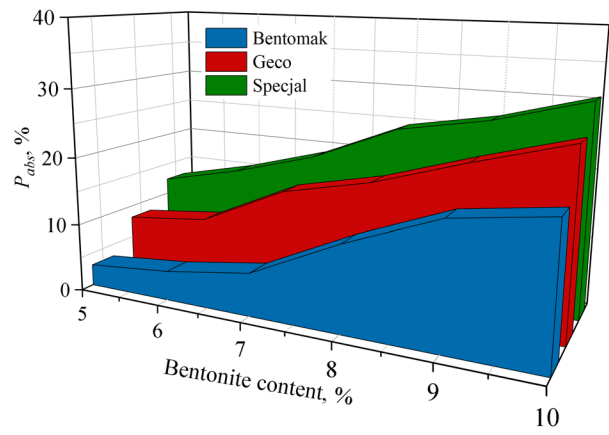 40
30
20
10
0
P_abs, %
Bentomak
Geco
Specjal
5
6
7
8
9
10
Bentonite content, %